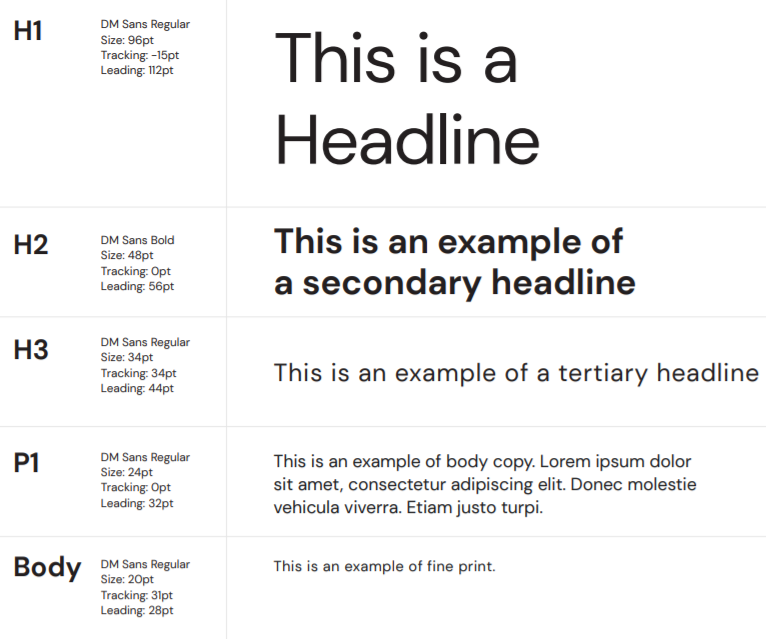 H1
DM Sans Regular
Size: 96pt
Tracking: -15pt
Leading: 112pt
This is a
Headline
H2
DM Sans Bold
Size: 48pt
Tracking: 0pt
Leading: 56pt
This is an example of
a secondary headline
H3
DM Sans Regular
Size: 34pt
Tracking: 34pt
Leading: 44pt
This is an example of a tertiary headline
P1
DM Sans Regular
Size: 24pt
Tracking: 0pt
Leading: 32pt
This is an example of body copy. Lorem ipsum dolor
sit amet, consectetur adipiscing elit. Donec molestie
vehicula viverra. Etiam justo turpi.
Body
DM Sans Regular
Size: 20pt
Tracking: 31pt
Leading: 28pt
This is an example of fine print.